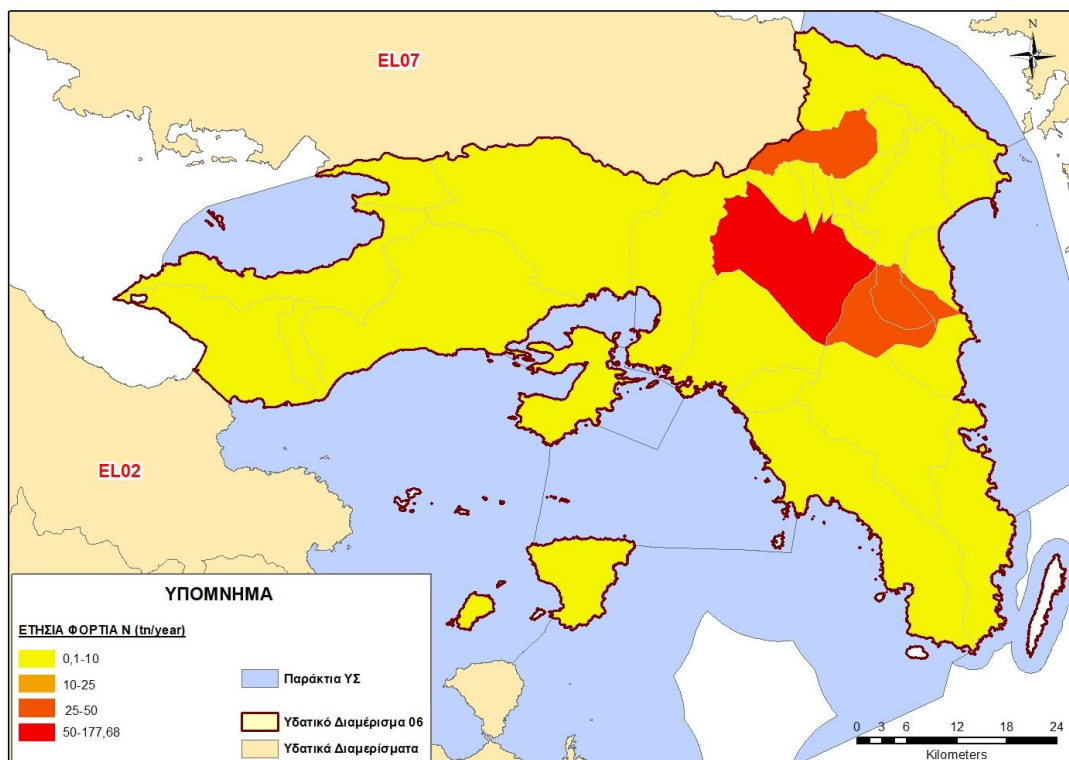 N
EL07
EL02
ΥΠΟΜΝΗΜΑ
ΕΤΗΣΙΑ ΦΟΡΤΙΑ Ν (tn/year)
0,1-10
10-25
25-50
50-177,68
Παράκτια ΥΣ
Υδατικό Διαμέρισμα 06
Υδατικά Διαμερίσματα
0 3 6 12 18 24
Kilometers